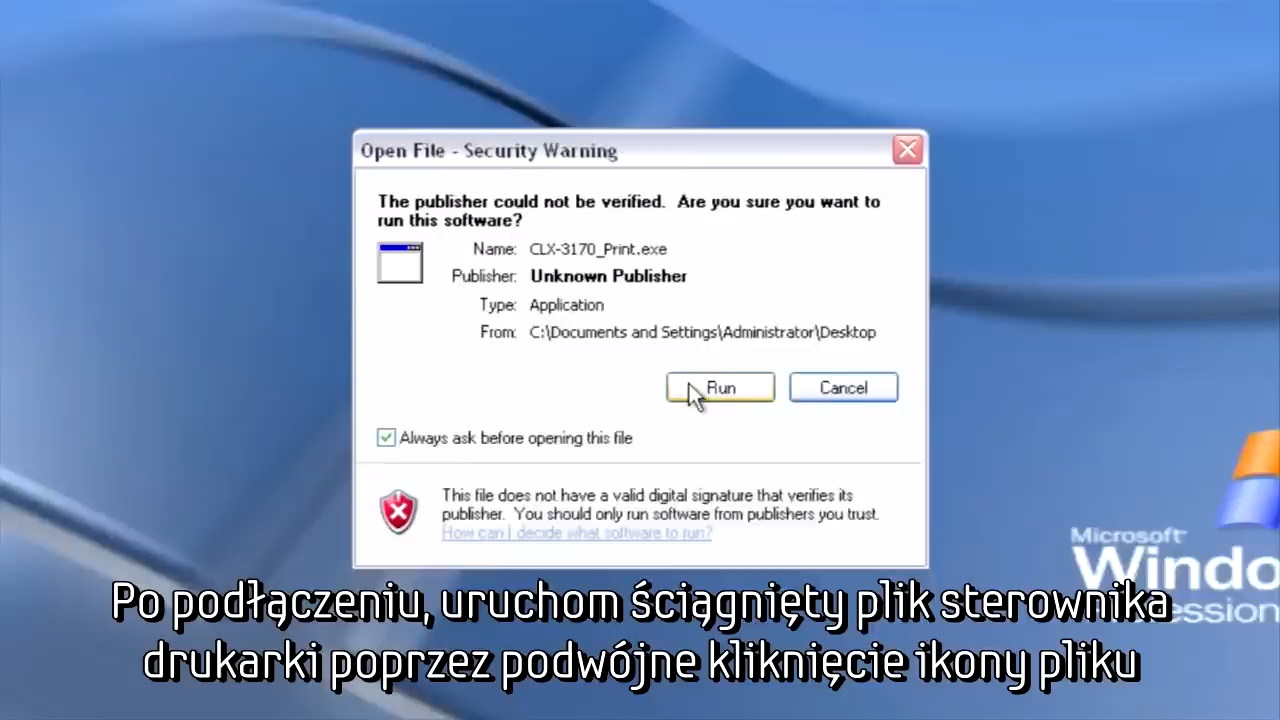 Open File - Security Warning
The publisher could not be verified. Are you sure you want to
run this software?
Name: CLX-3170_Print.exe
Publisher: Unknown Publisher
Type: Application
From: C:\Documents and Settings\Administrator\Desktop
Run Cancel
Always ask before opening this file
This file does not have a valid digital signature that verifies its
publisher. You should only run software from publishers you trust.
How can I decide what software to run?
Microsoft
Windo
ession
Po podłączeniu, uruchom ściągnięty plik sterownika
drukarki poprzez podwójne kliknięcie ikony pliku